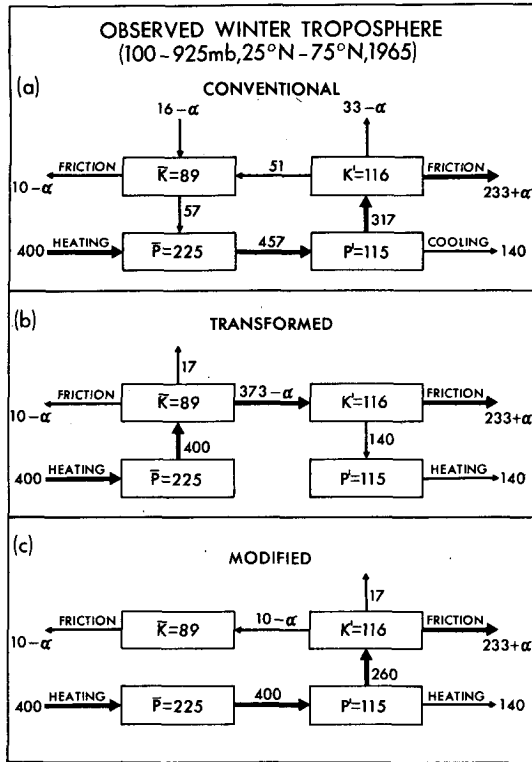 OBSERVED WINTER TROPOSPHERE
(100-925mb, 25°N-75°N, 1965)
(a)
CONVENTIONAL
16-α
33-α
FRICTION
10-α
K̄=89
51
K'=116
FRICTION
233+α
57
317
400
HEATING
P̄=225
457
P'=115
COOLING
140
(b)
TRANSFORMED
17
FRICTION
10-α
K̄=89
373-α
K'=116
FRICTION
233+α
400
140
400
HEATING
P̄=225
P'=115
HEATING
140
(c)
MODIFIED
17
FRICTION
10-α
K̄=89
10-α
K'=116
FRICTION
233+α
260
400
HEATING
P̄=225
400
P'=115
HEATING
140